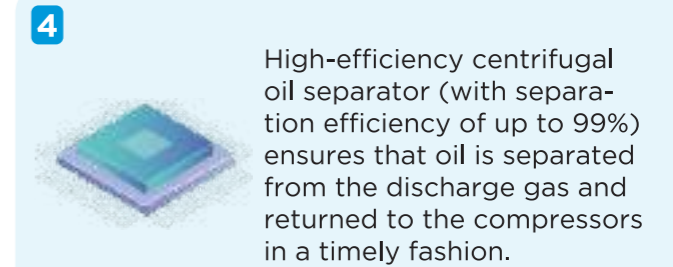 4
High-efficiency centrifugal
oil separator (with separa-
tion efficiency of up to 99%)
ensures that oil is separated
from the discharge gas and
returned to the compressors
in a timely fashion.